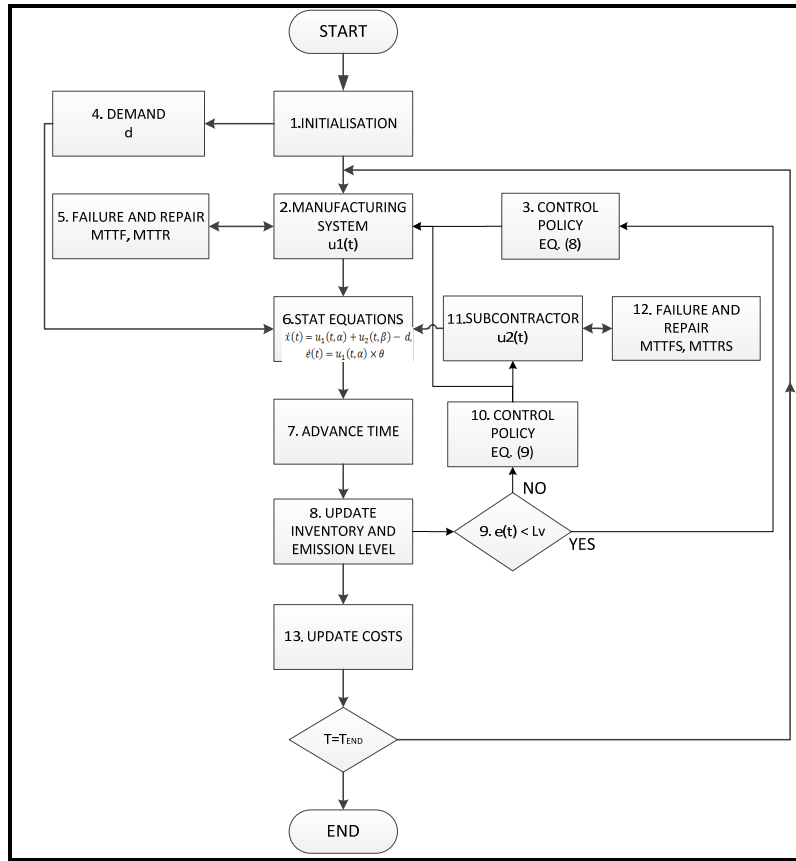 START
4. DEMAND
d
1.INITIALISATION
5. FAILURE AND REPAIR
MTTF, MTTR
2.MANUFACTURING
SYSTEM
u1(t)
3. CONTROL
POLICY
EQ. (8)
6.STAT EQUATIONS
ẋ(t) = u₁(t,α) + u₂(t,β) − d,
ė(t) = u₁(t,α) × θ
11.SUBCONTRACTOR
u2(t)
12. FAILURE AND
REPAIR
MTTFS, MTTRS
7. ADVANCE TIME
10. CONTROL
POLICY
EQ. (9)
NO
8. UPDATE
INVENTORY AND
EMISSION LEVEL
9. e(t) < Lv
YES
13. UPDATE COSTS
T=TEND
END